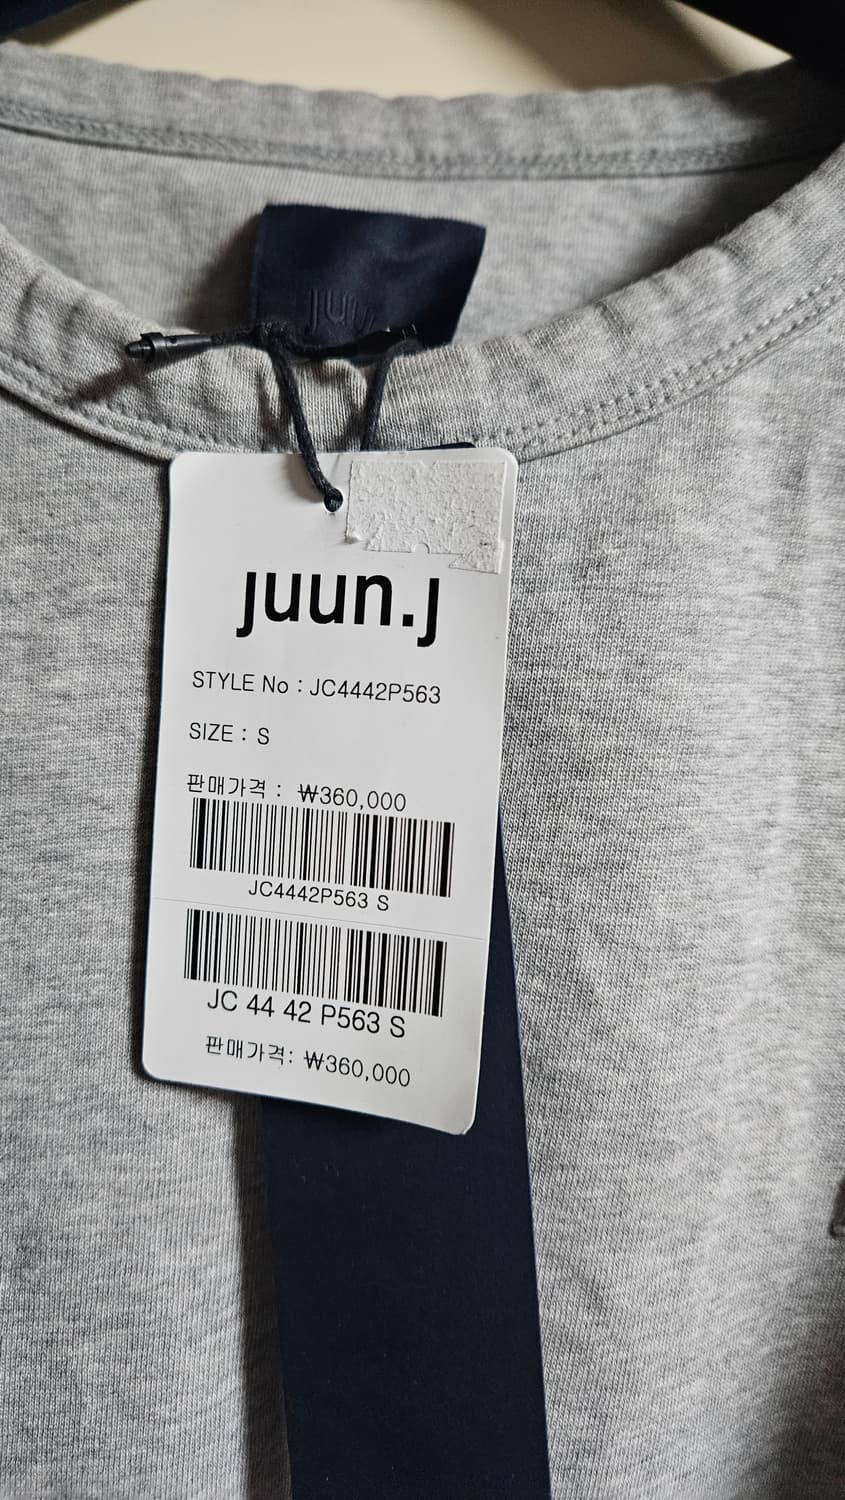 juun
juun.j
STYLE No : JC4442P563
SIZE : S
판매가격 : ₩360,000
JC4442P563 S
JC 44 42 P563 S
판매가격: ₩360,000